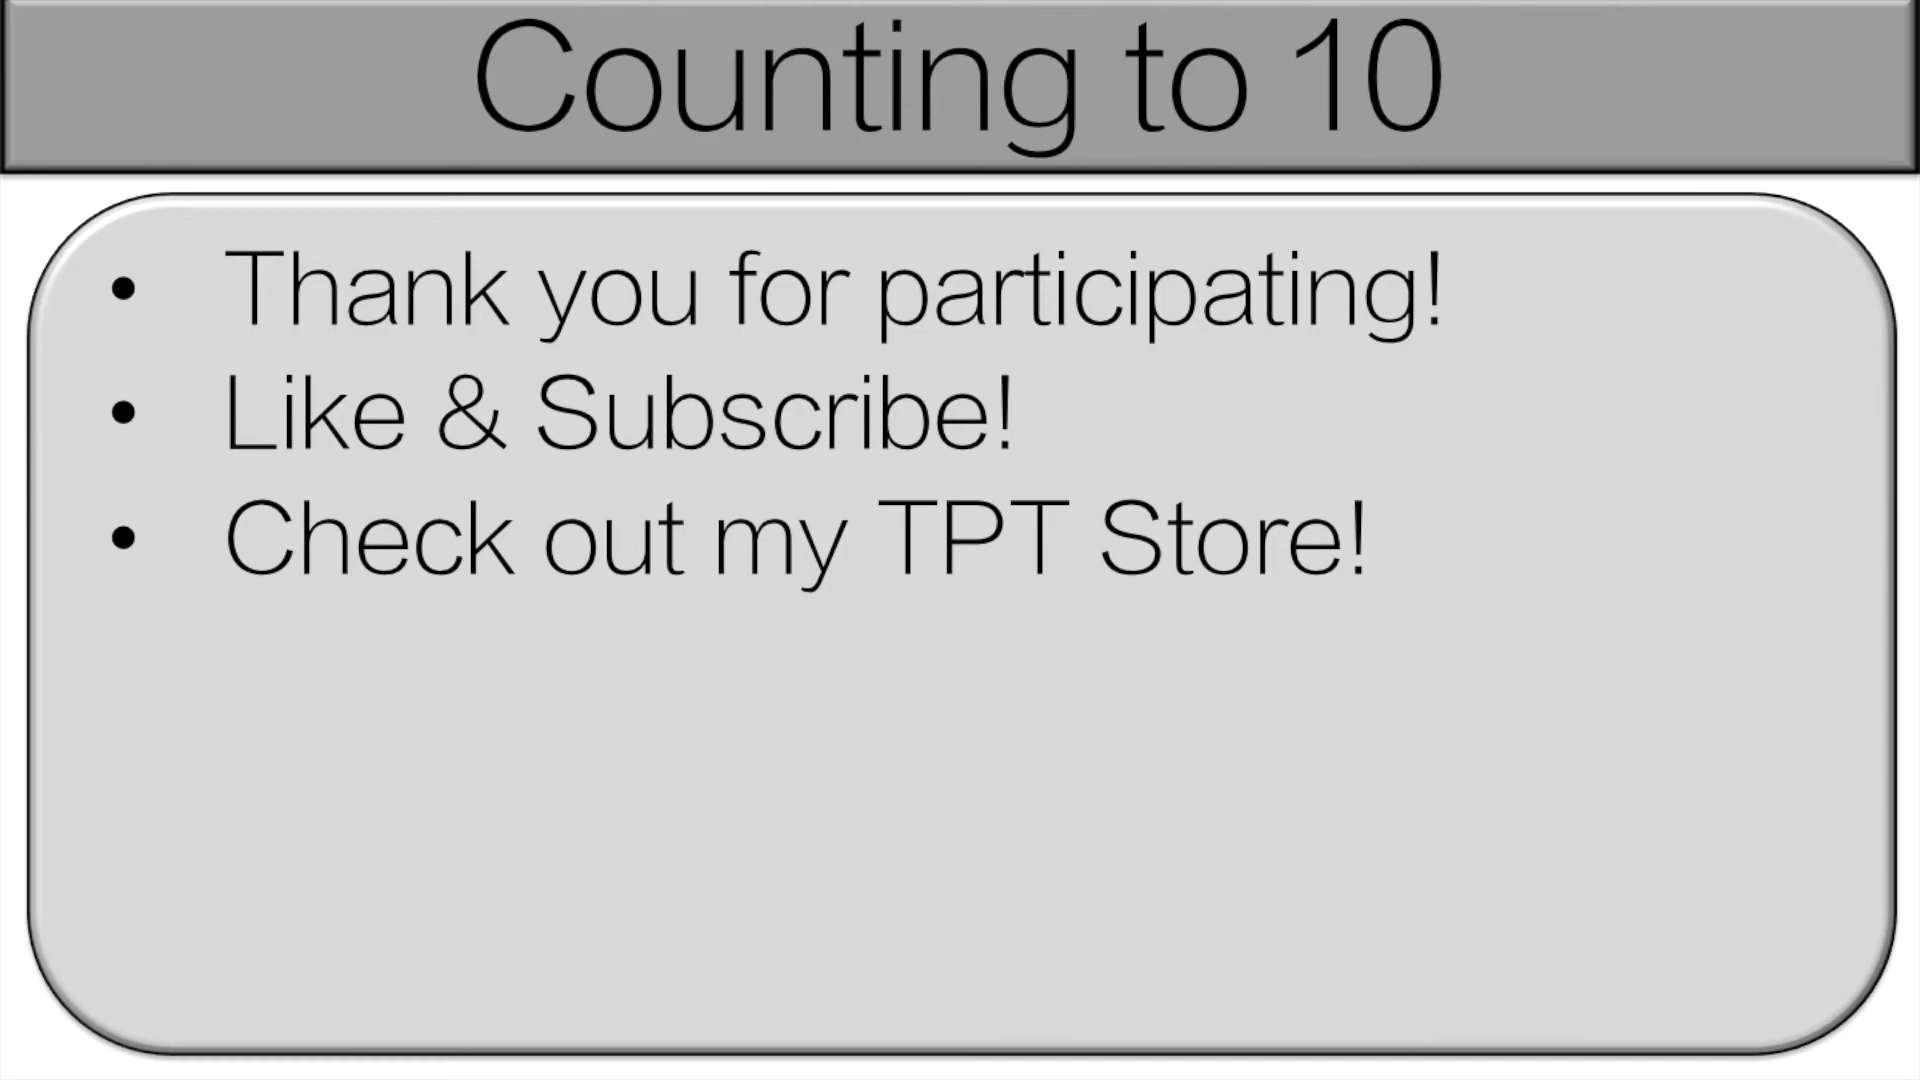 Counting to 10
• Thank you for participating!
• Like & Subscribe!
• Check out my TPT Store!